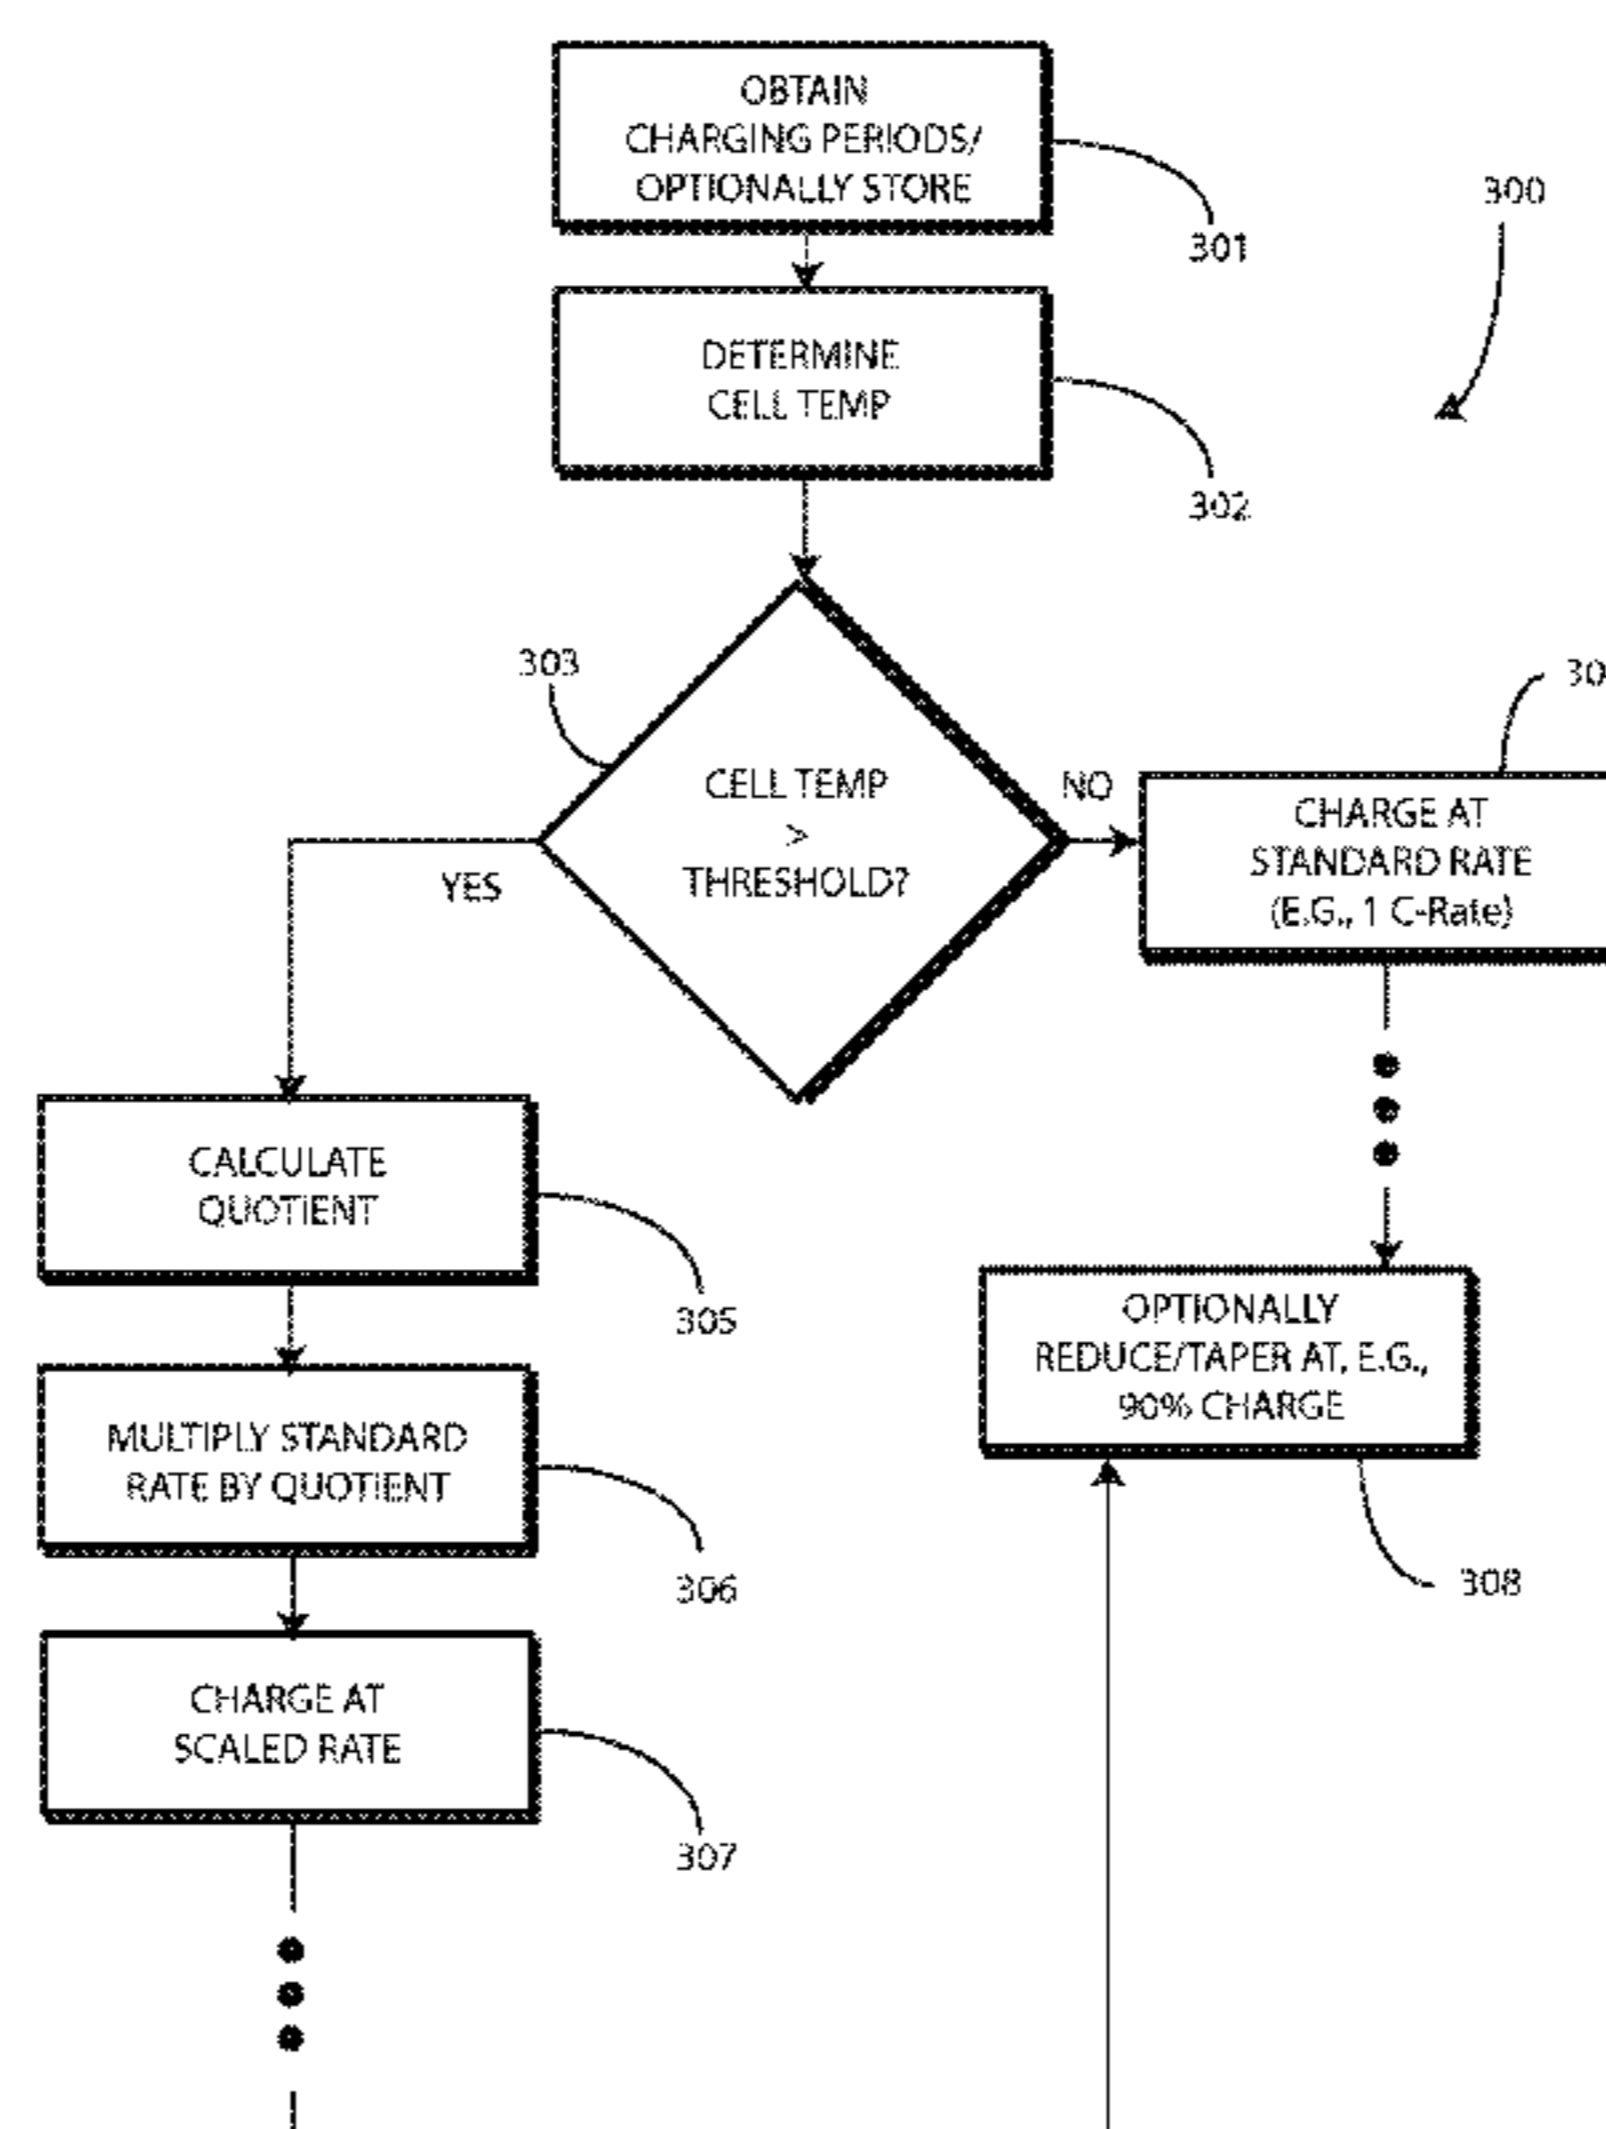 OBTAIN
CHARGING PERIODS/
OPTIONALLY STORE
301
300
DETERMINE
CELL TEMP
302
303
CELL TEMP
>
THRESHOLD?
YES
NO
CHARGE AT
STANDARD RATE
(E.G., 1 C-Rate)
CALCULATE
QUOTIENT
305
OPTIONALLY
REDUCE/TAPER AT, E.G.,
90% CHARGE
308
MULTIPLY STANDARD
RATE BY QUOTIENT
306
CHARGE AT
SCALED RATE
307